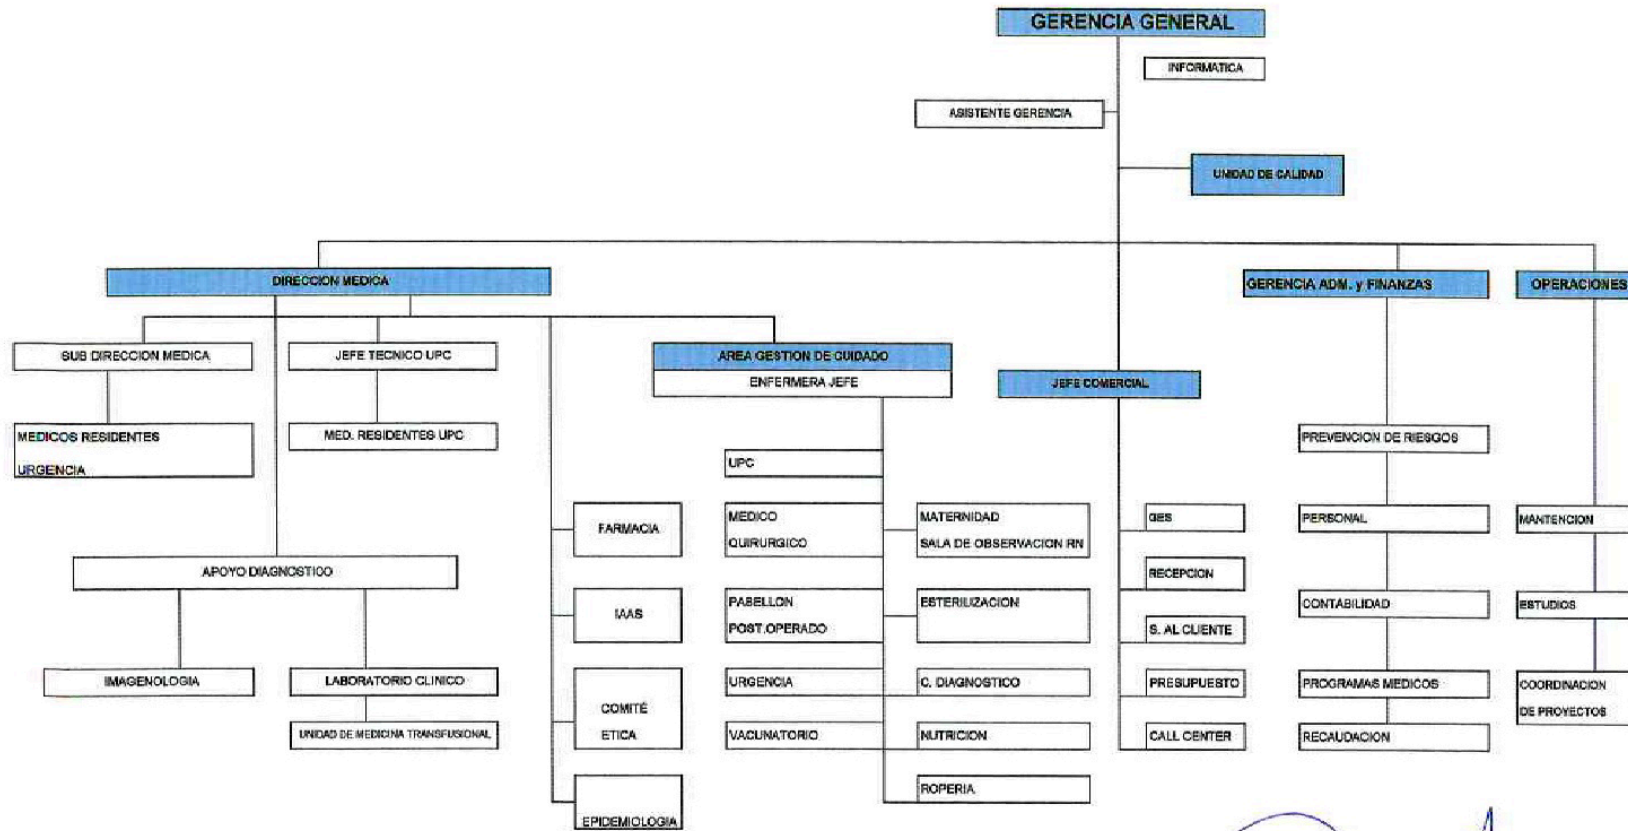 GERENCIA GENERAL
INFORMATICA
ASISTENTE GERENCIA
UNIDAD DE CALIDAD
DIRECCION MEDICA
GERENCIA ADM. y FINANZAS
OPERACIONES
SUB DIRECCION MEDICA
JEFE TECNICO UPC
AREA GESTION DE CUIDADO
ENFERMERA JEFE
JEFE COMERCIAL
MEDICOS RESIDENTES
URGENCIA
MED. RESIDENTES UPC
PREVENCION DE RIESGOS
UPC
FARMACIA
MEDICO
QUIRURGICO
MATERNIDAD
SALA DE OBSERVACION RN
GES
PERSONAL
MANTENCION
APOYO DIAGNOSTICO
RECEPCION
IAAS
PABELLON
POST.OPERADO
ESTERILIZACION
S. AL CLIENTE
CONTABILIDAD
ESTUDIOS
IMAGENOLOGIA
LABORATORIO CLINICO
COMITÉ
ETICA
URGENCIA
C. DIAGNOSTICO
PRESUPUESTO
PROGRAMAS MEDICOS
COORDINACION
DE PROYECTOS
UNIDAD DE MEDICINA TRANSFUSIONAL
VACUNATORIO
NUTRICION
CALL CENTER
RECAUDACION
ROPERIA
EPIDEMIOLOGIA